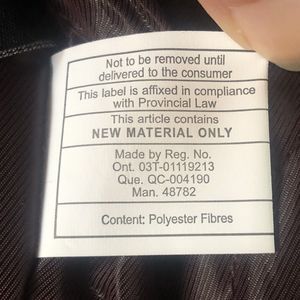 Not to be removed until
delivered to the consumer
This label is affixed in compliance
with Provincial Law
This article contains
NEW MATERIAL ONLY
Made by Reg. No.
Ont. 03T-01119213
Que. QC-004190
Man. 48782
Content: Polyester Fibres